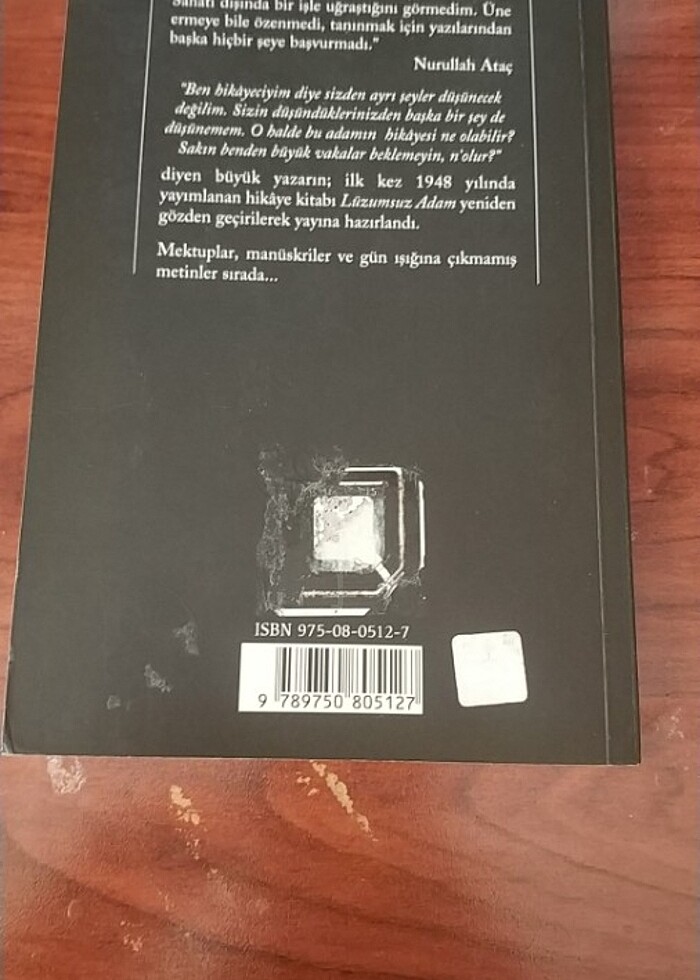 Sanatı dışında bir işle uğraştığını görmedim. Üne
ermeye bile özenmedi, tanınmak için yazılarından
başka hiçbir şeye başvurmadı."
Nurullah Ataç
"Ben hikâyeciyim diye sizden ayrı şeyler düşünecek
değilim. Sizin düşündüklerinizden başka bir şey de
düşünemem. O halde bu adamın hikâyesi ne olabilir?
Sakın benden büyük vakalar beklemeyin, n'olur?"
diyen büyük yazarın; ilk kez 1948 yılında
yayımlanan hikâye kitabı Lüzumsuz Adam yeniden
gözden geçirilerek yayına hazırlandı.
Mektuplar, manüskriler ve gün ışığına çıkmamış
metinler sırada...
ISBN 975-08-0512-7
9 789750 805127